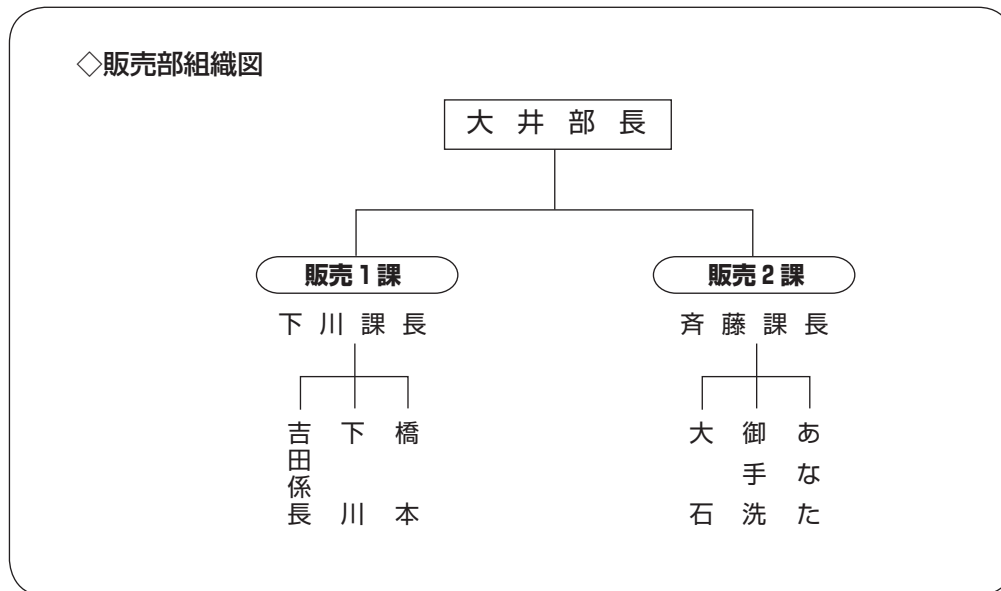 ◇販売部組織図
大井部長
販売1課
販売2課
下川課長
斉藤課長
吉田係長
下川
橋本
大石
御手洗
あなた